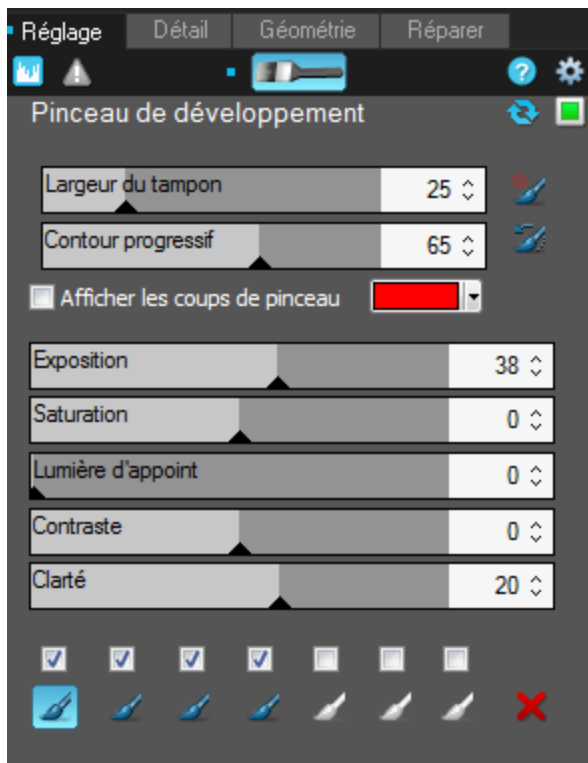 Réglage Détail Géométrie Réparer
?
Pinceau de développement
Largeur du tampon 25
Contour progressif 65
Afficher les coups de pinceau
Exposition 38
Saturation 0
Lumière d'appoint 0
Contraste 0
Clarté 20